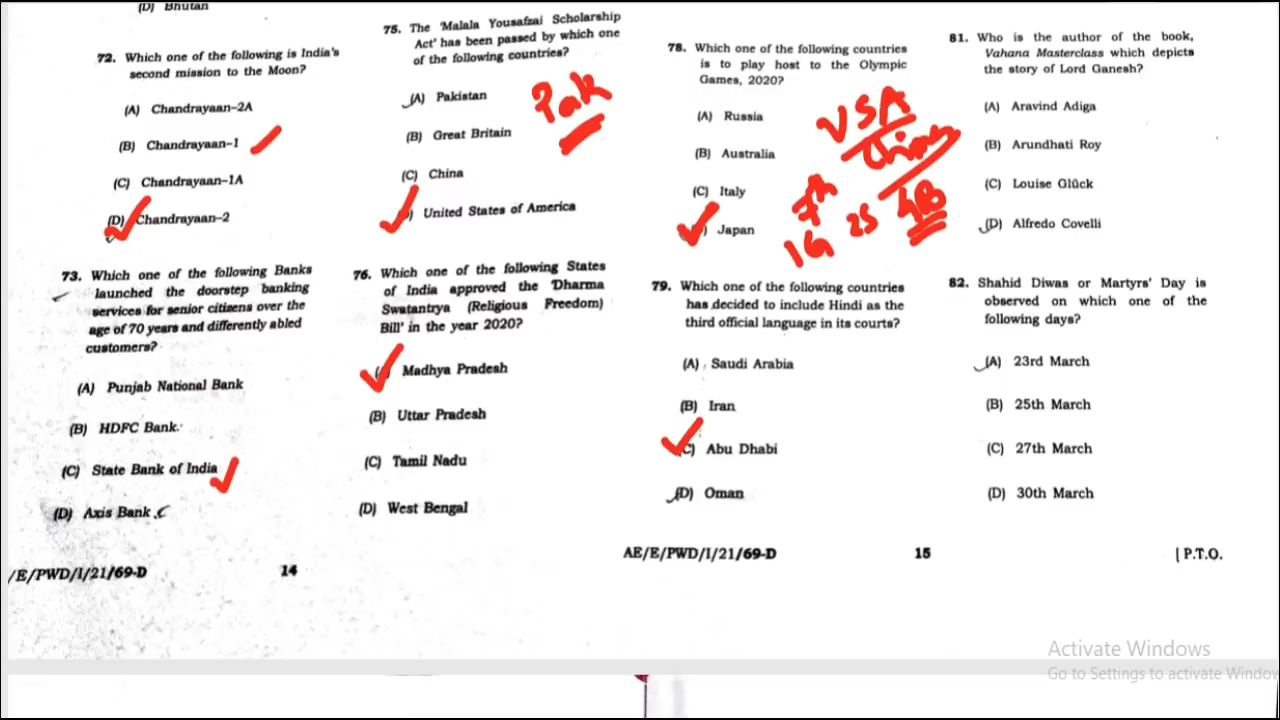 (D) Bhutan
72. Which one of the following is India's
second mission to the Moon?
(A) Chandrayaan-2A
(B) Chandrayaan-1
(C) Chandrayaan-1A
(D) Chandrayaan-2
73. Which one of the following Banks
launched the doorstep banking
services for senior citizens over the
age of 70 years and differently abled
customers?
(A) Punjab National Bank
(B) HDFC Bank
(C) State Bank of India
(D) Axis Bank
/E/PWD/I/21/69-D
14
75. The 'Malala Yousafzai Scholarship
Act' has been passed by which one
of the following countries?
(A) Pakistan
(B) Great Britain
(C) China
United States of America
Pak
76. Which one of the following States
of India approved the 'Dharma
Swatantrya (Religious Freedom)
Bill' in the year 2020?
Madhya Pradesh
(B) Uttar Pradesh
(C) Tamil Nadu
(D) West Bengal
78. Which one of the following countries
is to play host to the Olympic
Games, 2020?
(A) Russia
(B) Australia
(C) Italy
Japan
USA
China
7th
16 25 48
79. Which one of the following countries
has decided to include Hindi as the
third official language in its courts?
(A) Saudi Arabia
(B) Iran
(C) Abu Dhabi
(D) Oman
AE/E/PWD/I/21/69-D
15
81. Who is the author of the book,
Vahana Masterclass which depicts
the story of Lord Ganesh?
(A) Aravind Adiga
(B) Arundhati Roy
(C) Louise Glück
(D) Alfredo Covelli
82. Shahid Diwas or Martyrs' Day is
observed on which one of the
following days?
(A) 23rd March
(B) 25th March
(C) 27th March
(D) 30th March
[ P.T.O.
Activate Windows
Go to Settings to activate Window